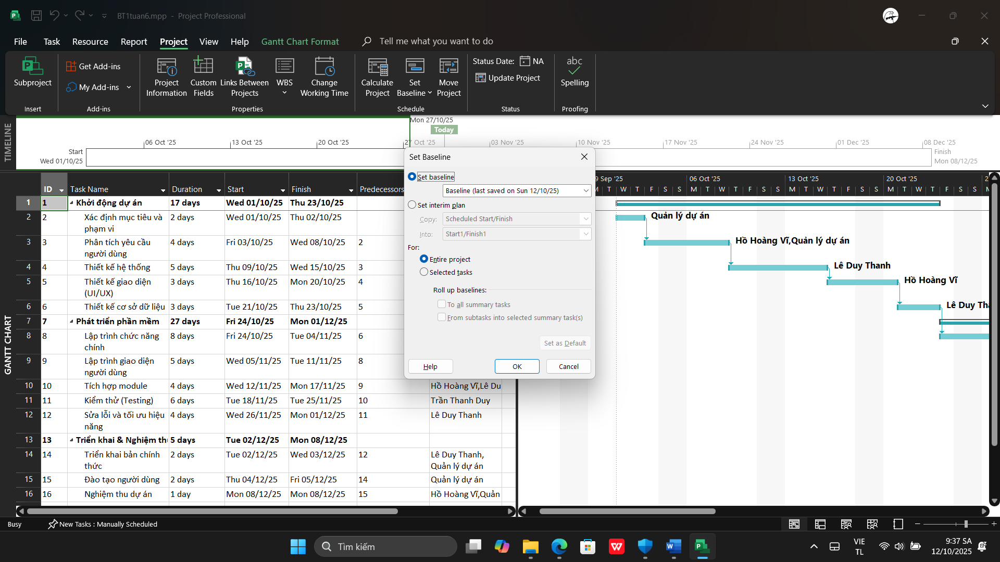 BT1tuan6.mpp - Project Professional
File Task Resource Report Project View Help Gantt Chart Format Tell me what you want to do
Subproject
Insert
Get Add-ins
My Add-ins
Add-ins
Project Information
Custom Fields
Links Between Projects
WBS
Change Working Time
Properties
Calculate Project
Set Baseline
Move Project
Schedule
Status Date: NA
Update Project
Status
abc
Spelling
Proofing
TIMELINE
Mon 27/10/25
Today
06 Oct '25 13 Oct '25 20 Oct '25 27 Oct '25 03 Nov '25 10 Nov '25 17 Nov '25 24 Nov '25 01 Dec '25 08 Dec '25
Start
Wed 01/10/25
Finish
Mon 08/12/25
GANTT CHART
ID Task Name Duration Start Finish Predecessors
1 1 Khởi động dự án 17 days Wed 01/10/25 Thu 23/10/25
2 2 Xác định mục tiêu và phạm vi 2 days Wed 01/10/25 Thu 02/10/25
3 3 Phân tích yêu cầu người dùng 4 days Fri 03/10/25 Wed 08/10/25 2
4 4 Thiết kế hệ thống 5 days Thu 09/10/25 Wed 15/10/25 3
5 5 Thiết kế giao diện (UI/UX) 3 days Thu 16/10/25 Mon 20/10/25 4
6 6 Thiết kế cơ sở dữ liệu 3 days Tue 21/10/25 Thu 23/10/25 5
7 7 Phát triển phần mềm 27 days Fri 24/10/25 Mon 01/12/25
8 8 Lập trình chức năng chính 8 days Fri 24/10/25 Tue 04/11/25 6
9 9 Lập trình giao diện người dùng 5 days Wed 05/11/25 Tue 11/11/25 8
10 10 Tích hợp module 4 days Wed 12/11/25 Mon 17/11/25 9 Hồ Hoàng Vĩ,Lê Du
11 11 Kiểm thử (Testing) 6 days Tue 18/11/25 Tue 25/11/25 10 Trần Thanh Duy
12 12 Sửa lỗi và tối ưu hiệu năng 4 days Wed 26/11/25 Mon 01/12/25 11 Lê Duy Thanh
13 13 Triển khai & Nghiệm th 5 days Tue 02/12/25 Mon 08/12/25
14 14 Triển khai bản chính thức 2 days Tue 02/12/25 Wed 03/12/25 12 Lê Duy Thanh, Quản lý dự án
15 15 Đào tạo người dùng 2 days Thu 04/12/25 Fri 05/12/25 14 Quản lý dự án
16 16 Nghiệm thu dự án 1 day Mon 08/12/25 Mon 08/12/25 15 Hồ Hoàng Vĩ,Quản
Set Baseline
Set baseline
Baseline (last saved on Sun 12/10/25)
Set interim plan
Copy: Scheduled Start/Finish
Into: Start1/Finish1
For:
Entire project
Selected tasks
Roll up baselines:
To all summary tasks
From subtasks into selected summary task(s)
Set as Default
Help OK Cancel
9 Sep '25 06 Oct '25 13 Oct '25 20 Oct '25 2
T W T F S S M T W T F S S M T W T F S S M T W T F S S
Quản lý dự án
Hồ Hoàng Vĩ,Quản lý dự án
Lê Duy Thanh
Hồ Hoàng Vĩ
Lê Duy Tha
Busy New Tasks : Manually Scheduled
Tìm kiếm
VIE
TL
9:37 SA
12/10/2025